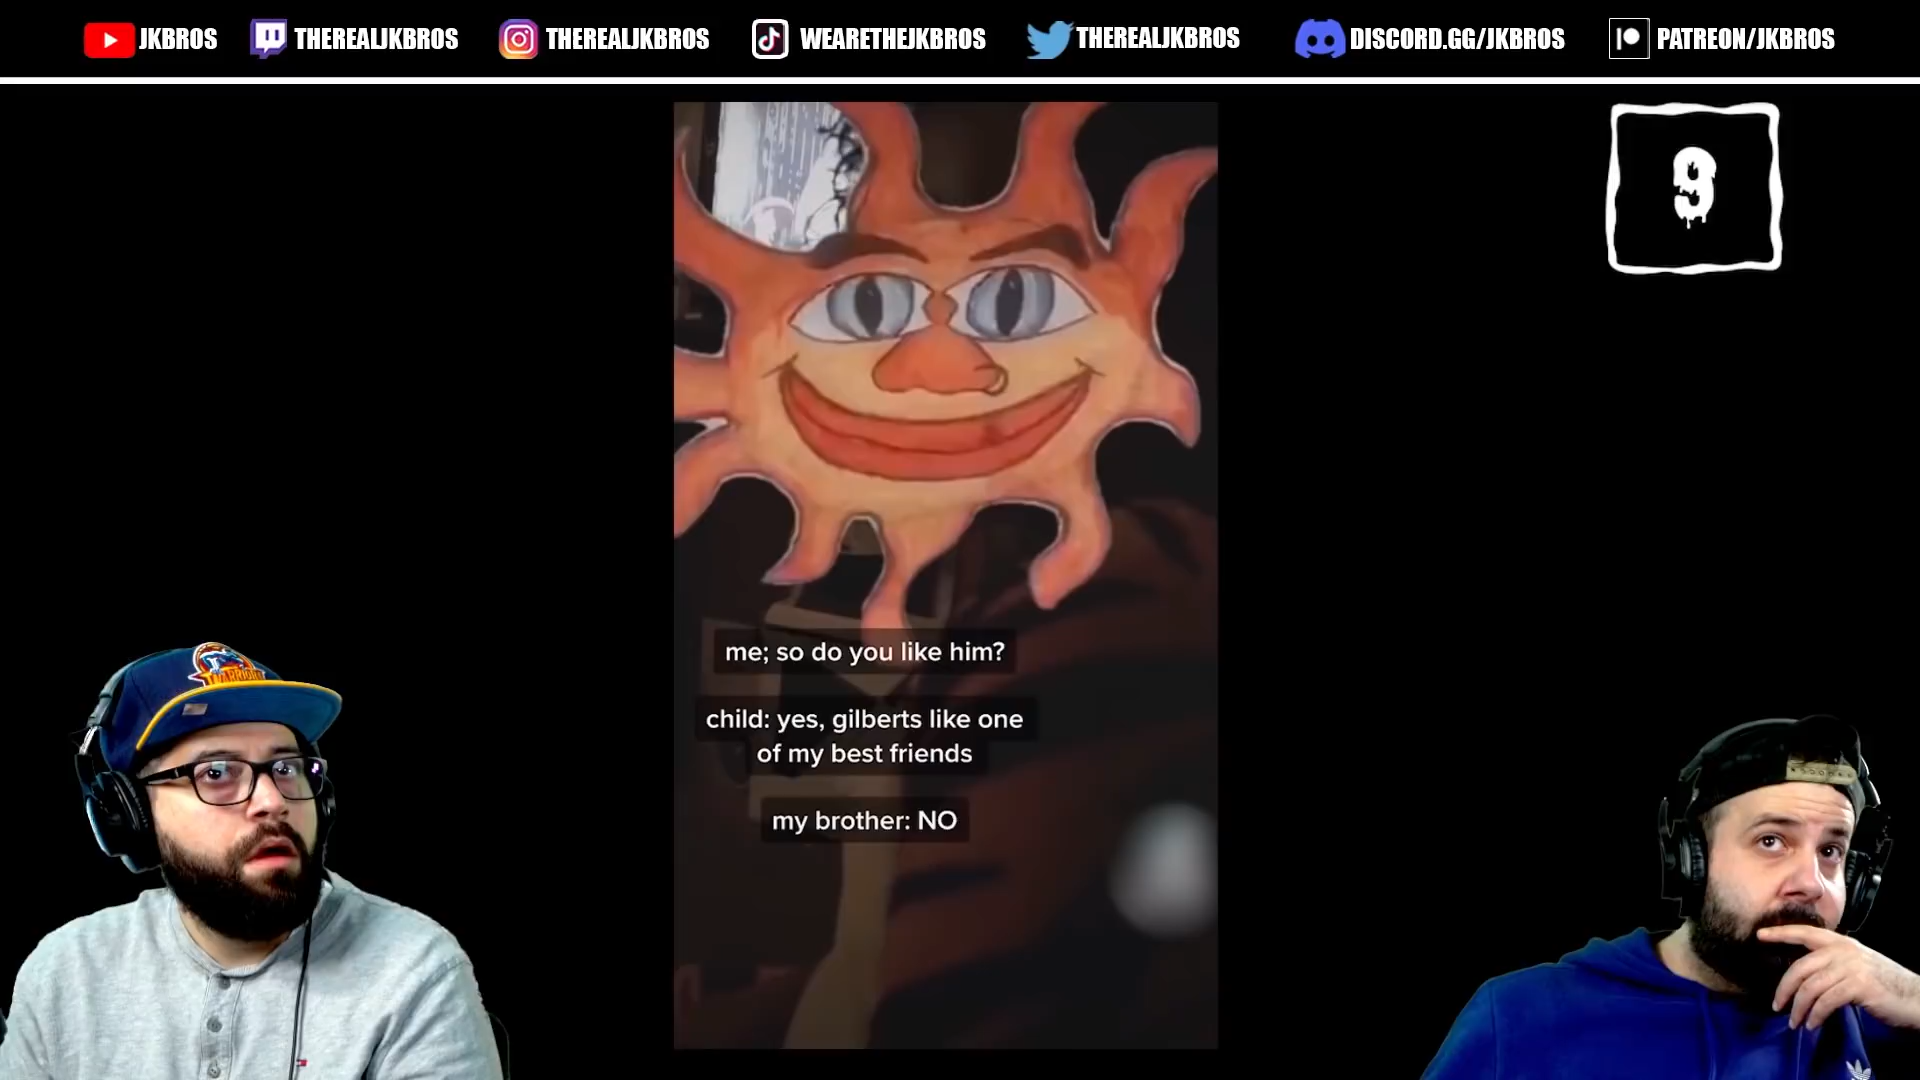 JKBROS
THEREALJKBROS
THEREALJKBROS
WEARETHEJKBROS
THEREALJKBROS
DISCORD.GG/JKBROS
PATREON/JKBROS
9
me; so do you like him?
child: yes, gilberts like one
of my best friends
my brother: NO
WARRIORS